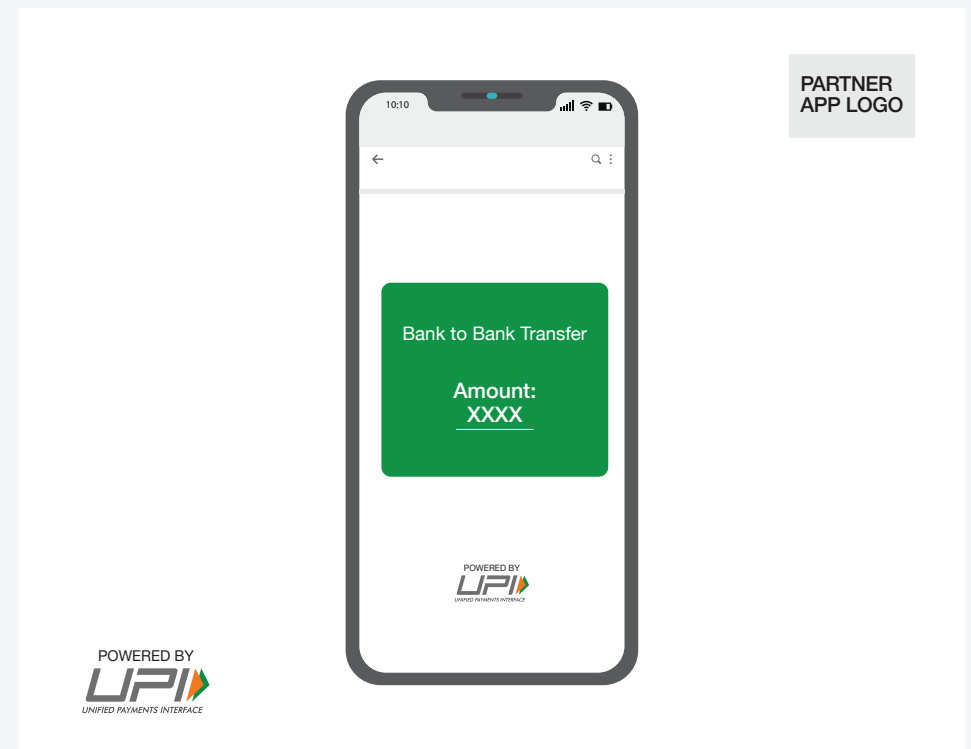 PARTNER
APP LOGO
10:10
Bank to Bank Transfer
Amount:
XXXX
POWERED BY
UPI
UNIFIED PAYMENTS INTERFACE
POWERED BY
UPI
UNIFIED PAYMENTS INTERFACE